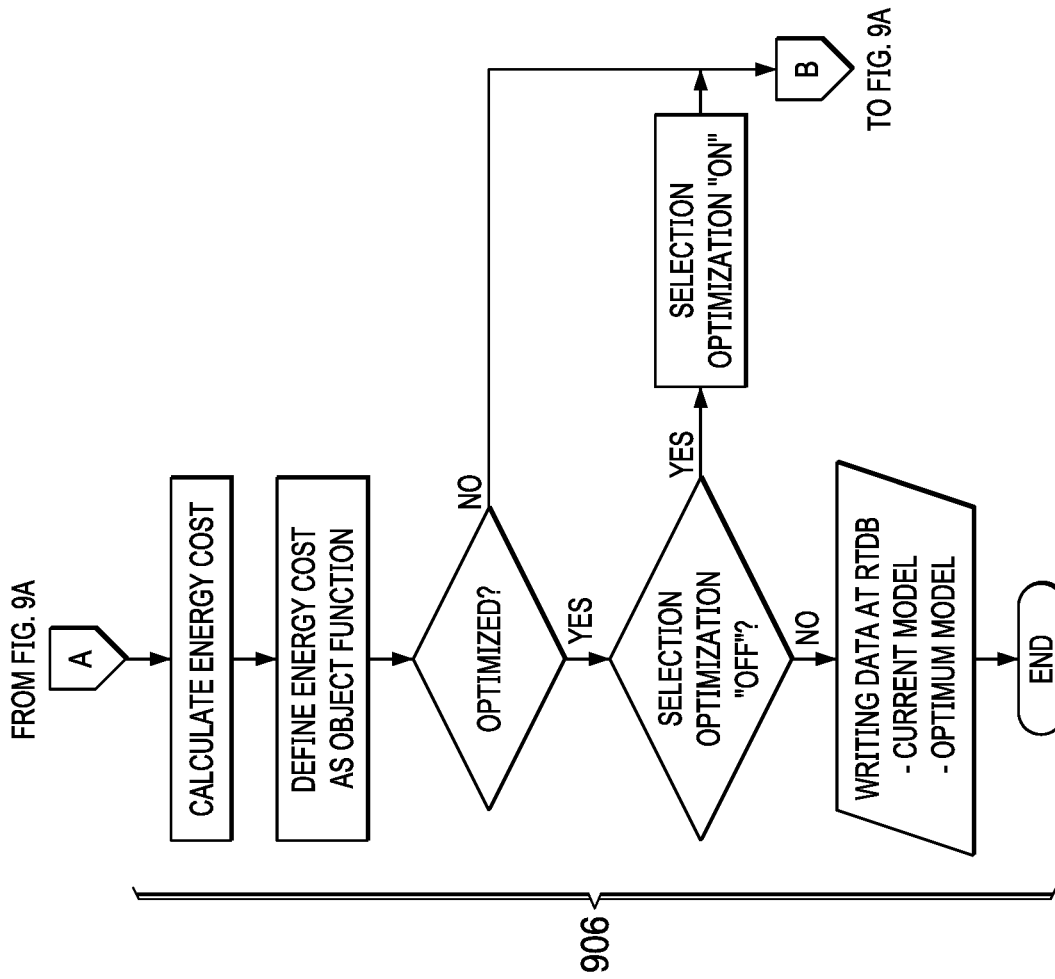 FROM FIG. 9A
A
CALCULATE ENERGY COST
DEFINE ENERGY COST
AS OBJECT FUNCTION
OPTIMIZED?
NO
YES
SELECTION
OPTIMIZATION
"OFF"?
YES
SELECTION
OPTIMIZATION "ON"
B
TO FIG. 9A
NO
WRITING DATA AT RTDB
- CURRENT MODEL
- OPTIMUM MODEL
END
906